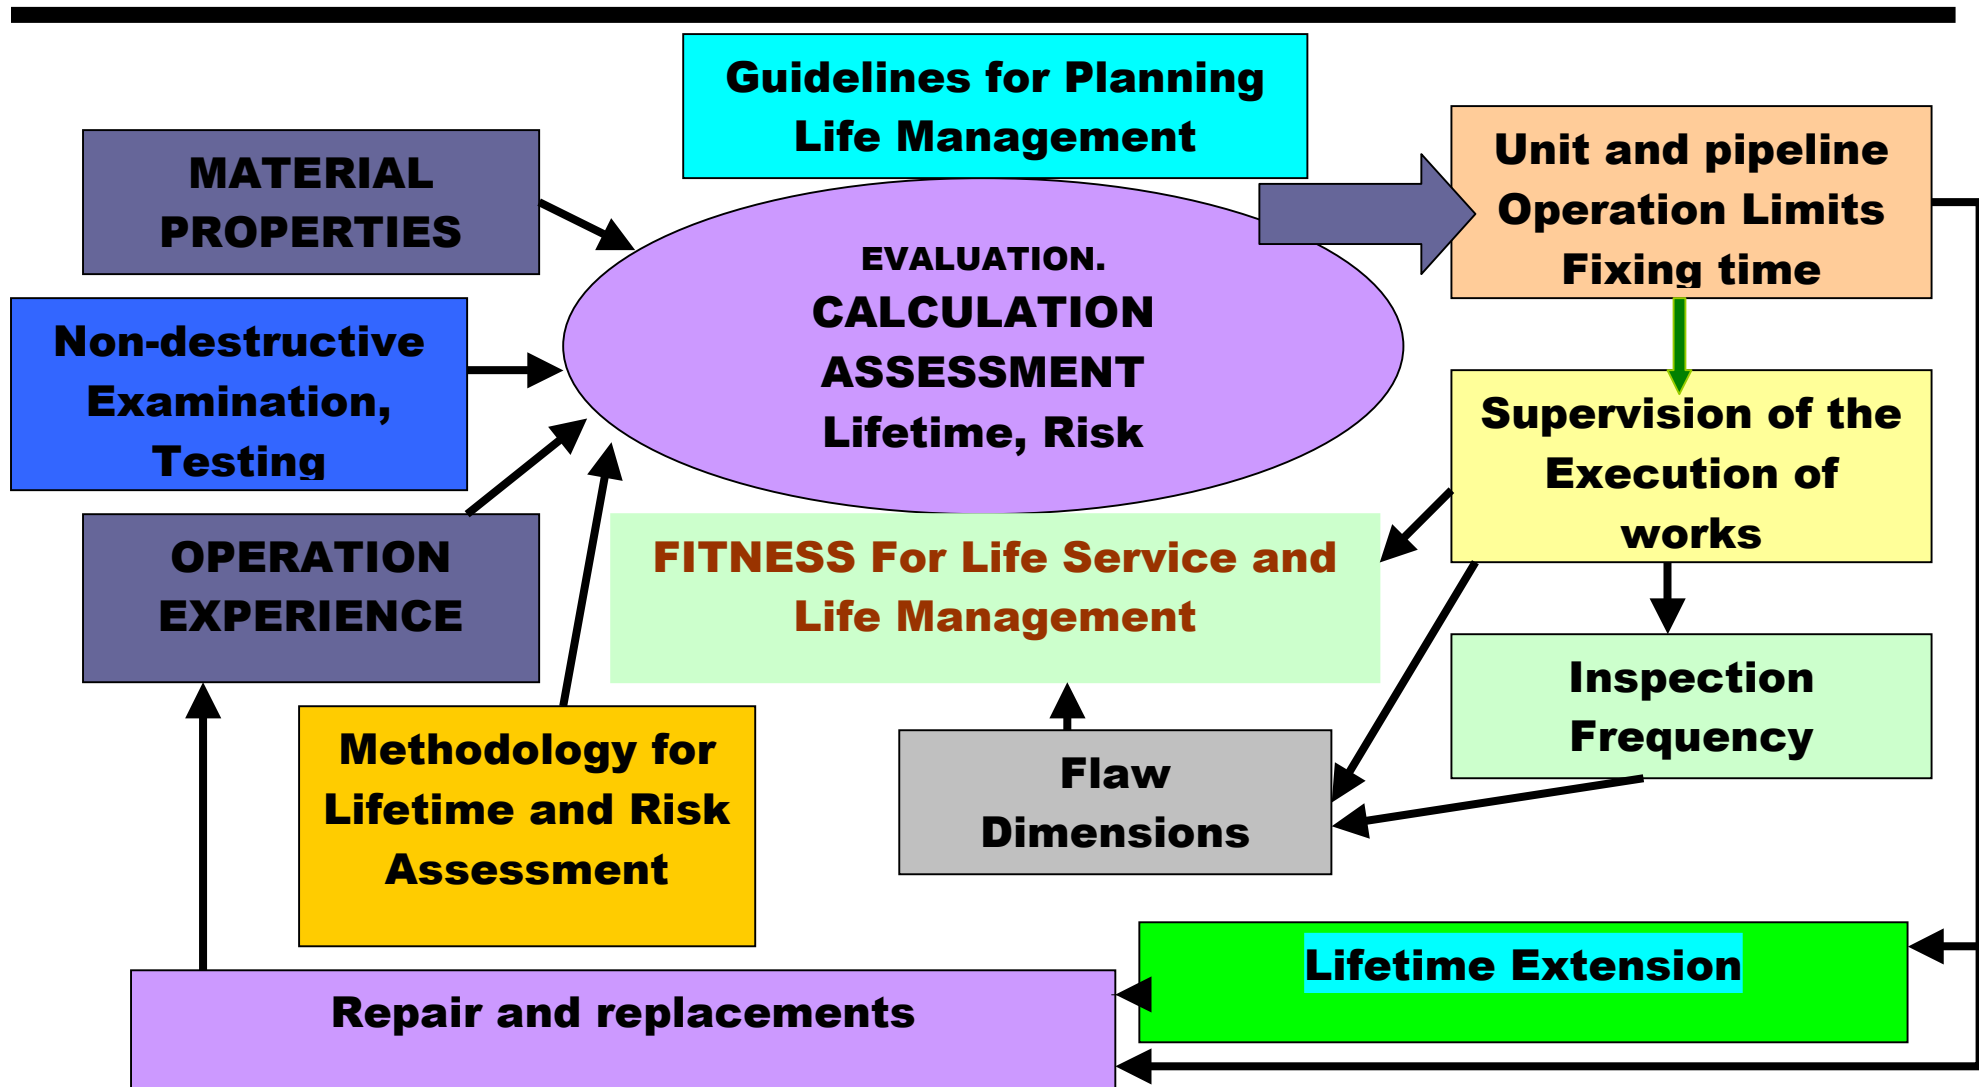 Guidelines for Planning
Life Management
MATERIAL
PROPERTIES
Unit and pipeline
Operation Limits
Fixing time
EVALUATION.
CALCULATION
ASSESSMENT
Lifetime, Risk
Non-destructive
Examination,
Testing
Supervision of the
Execution of
works
OPERATION
EXPERIENCE
FITNESS For Life Service and
Life Management
Inspection
Frequency
Methodology for
Lifetime and Risk
Assessment
Flaw
Dimensions
Lifetime Extension
Repair and replacements